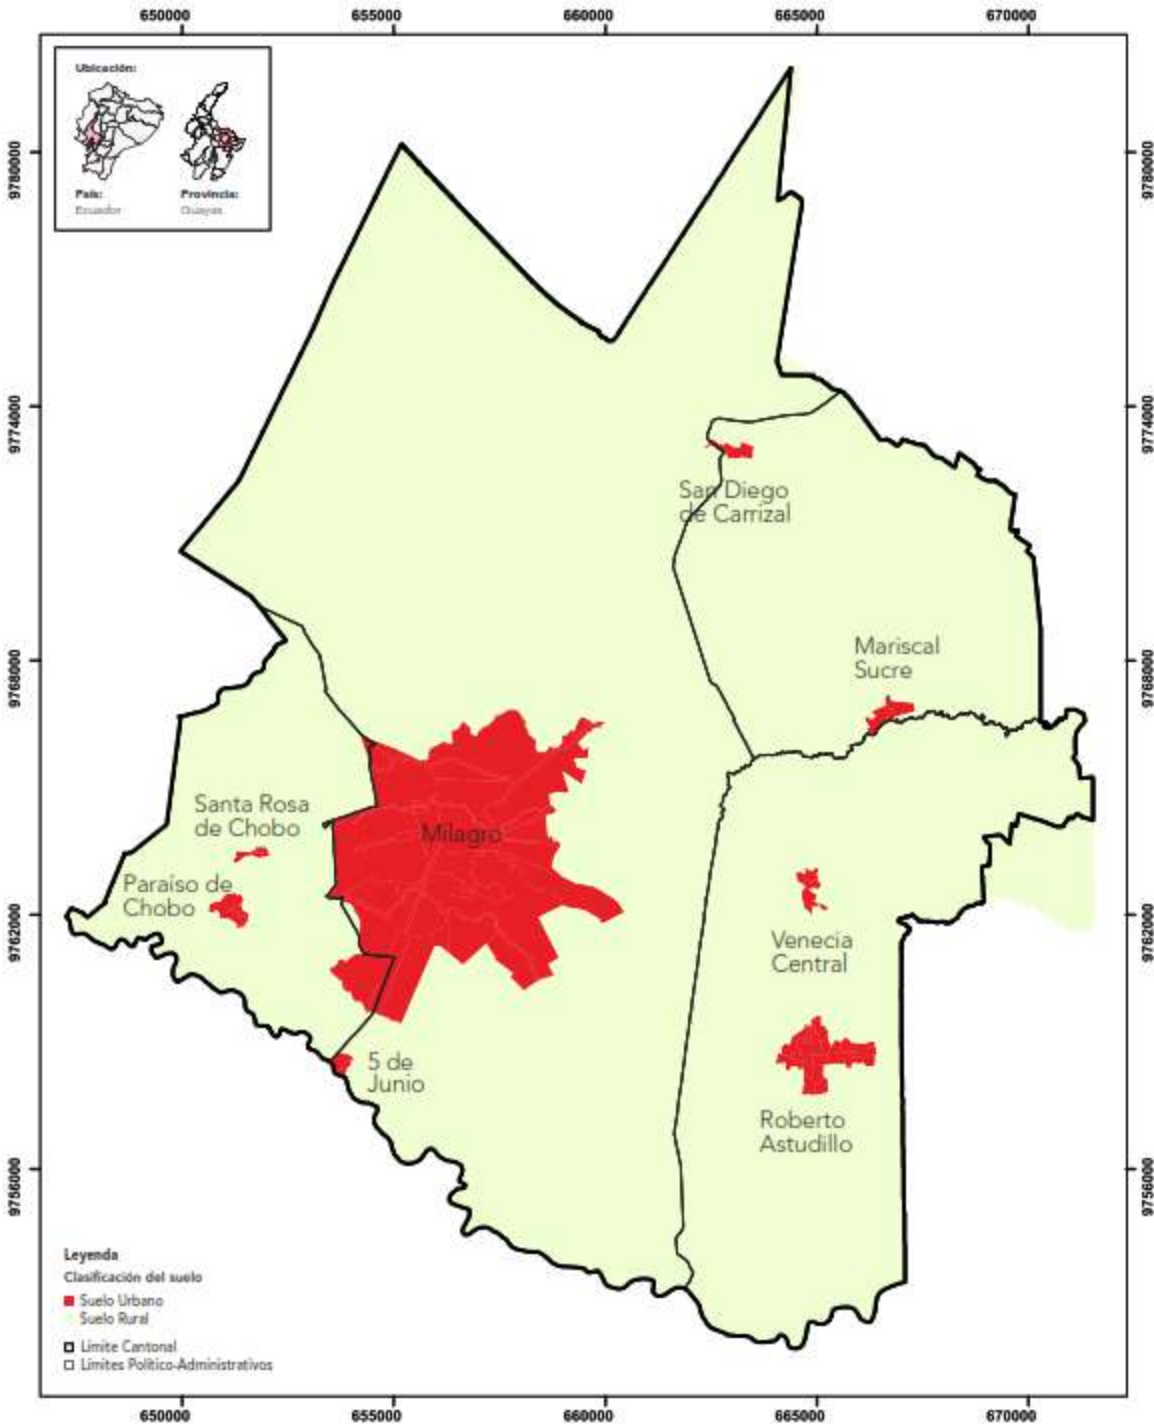 650000 655000 660000 665000 670000
Ubicación:
País: Provincia:
Ecuador Guayas
9780000 9780000
9774000 9774000
San Diego
de Carrizal
Mariscal
Sucre
9768000 9768000
Santa Rosa
de Chobo
Milagro
Paraíso de
Chobo
9762000 9762000
Venecia
Central
5 de
Junio
Roberto
Astudillo
9756000 9756000
Leyenda
Clasificación del suelo
Suelo Urbano
Suelo Rural
Límite Cantonal
Límites Político-Administrativos
650000 655000 660000 665000 670000